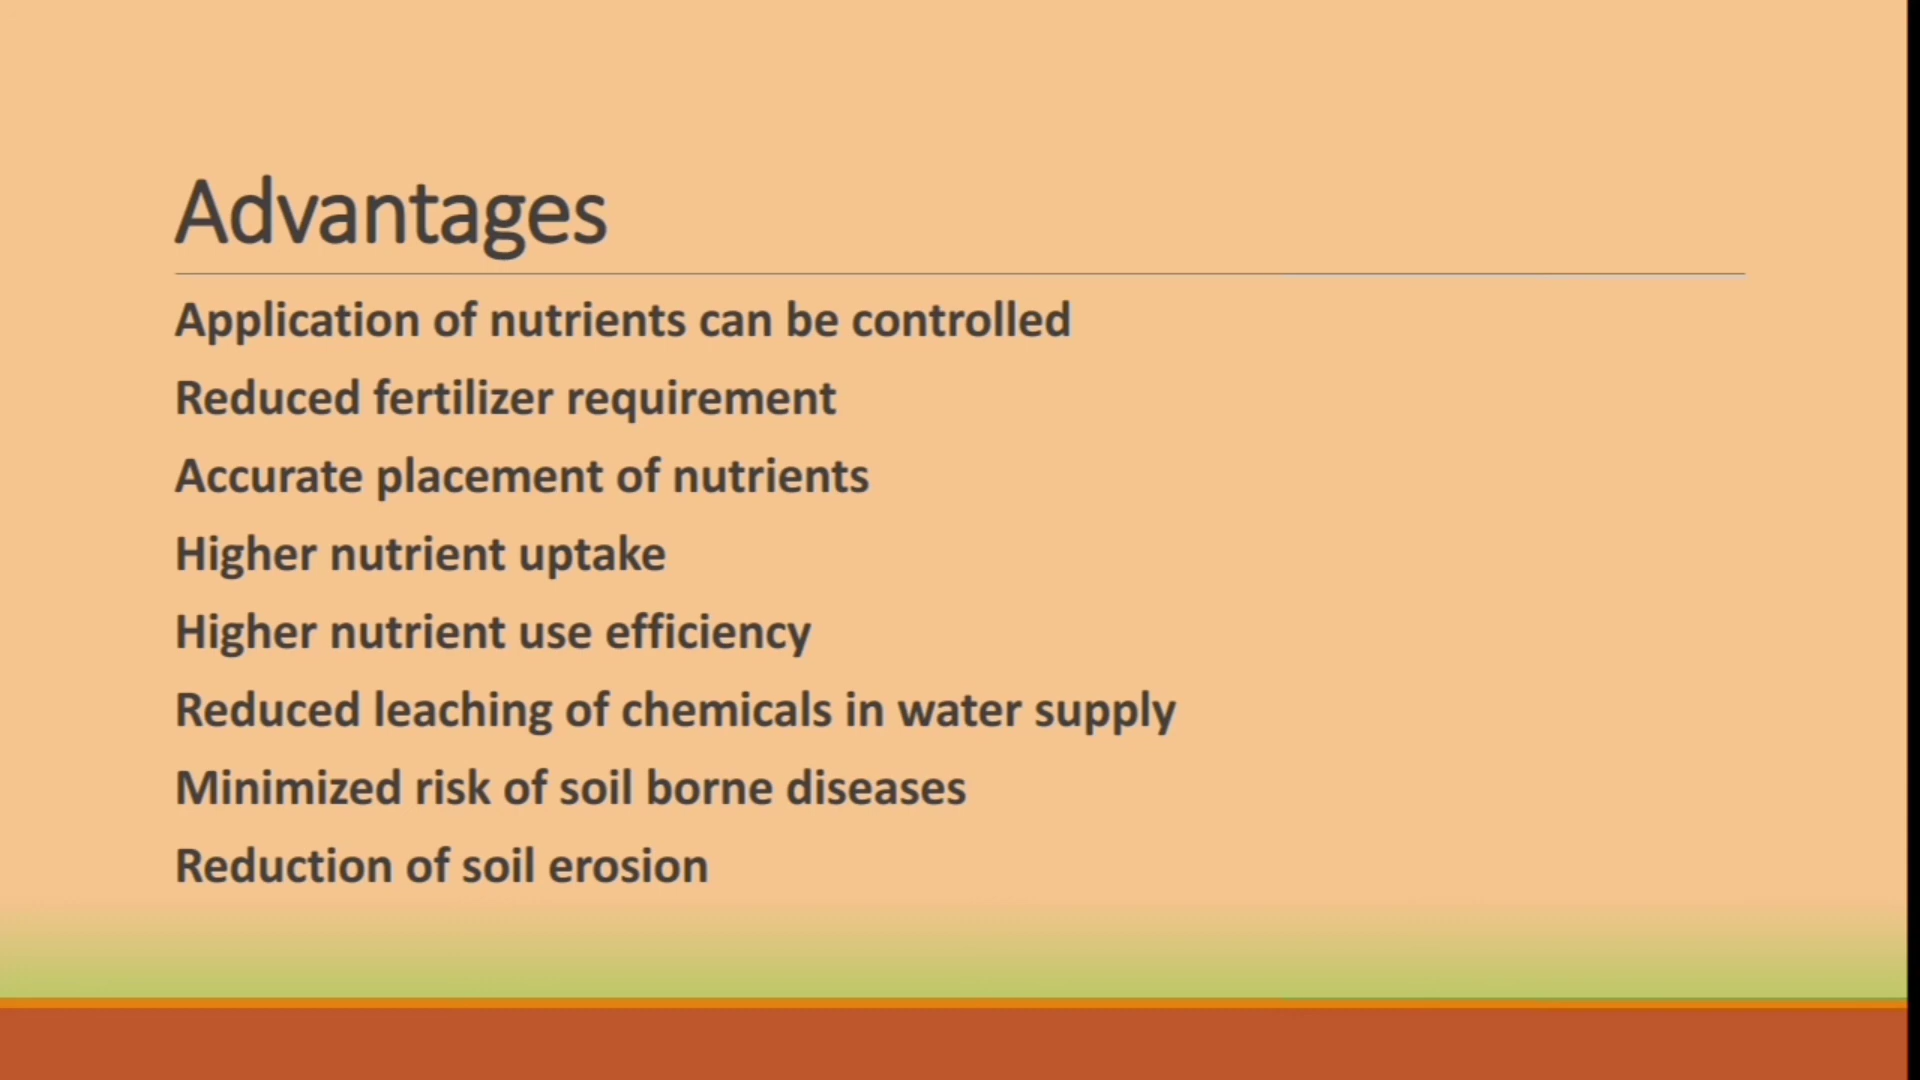 Advantages
Application of nutrients can be controlled
Reduced fertilizer requirement
Accurate placement of nutrients
Higher nutrient uptake
Higher nutrient use efficiency
Reduced leaching of chemicals in water supply
Minimized risk of soil borne diseases
Reduction of soil erosion